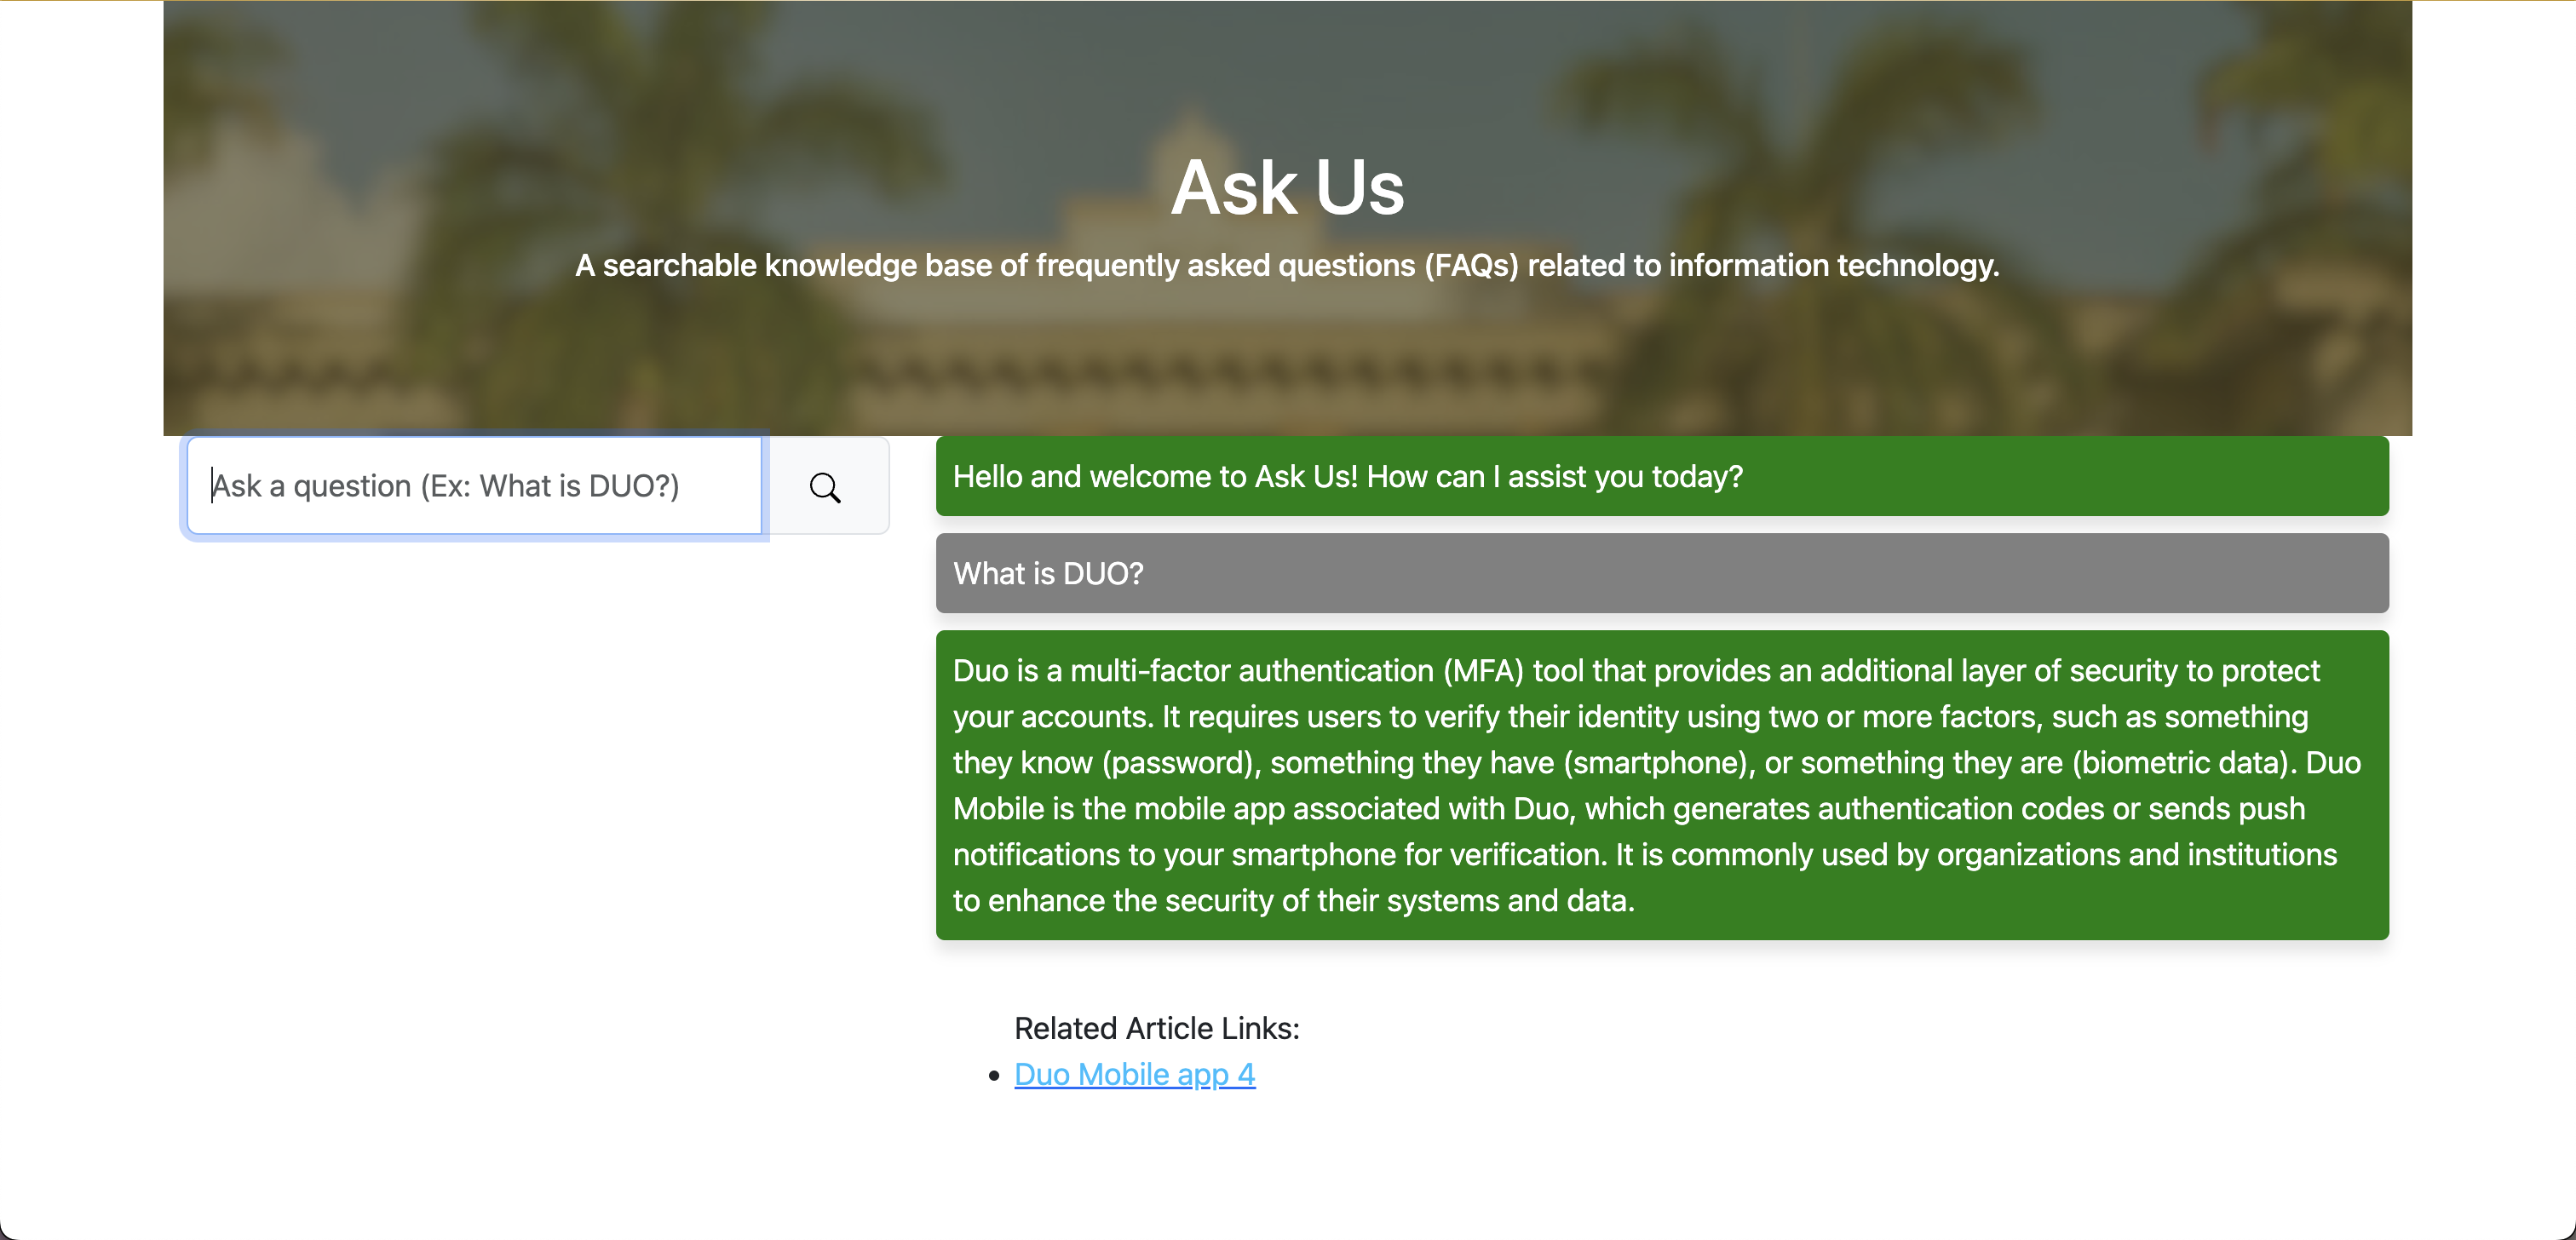 Ask Us
A searchable knowledge base of frequently asked questions (FAQs) related to information technology.
Ask a question (Ex: What is DUO?)
Hello and welcome to Ask Us! How can I assist you today?
What is DUO?
Duo is a multi-factor authentication (MFA) tool that provides an additional layer of security to protect
your accounts. It requires users to verify their identity using two or more factors, such as something
they know (password), something they have (smartphone), or something they are (biometric data). Duo
Mobile is the mobile app associated with Duo, which generates authentication codes or sends push
notifications to your smartphone for verification. It is commonly used by organizations and institutions
to enhance the security of their systems and data.
Related Article Links:
Duo Mobile app 4